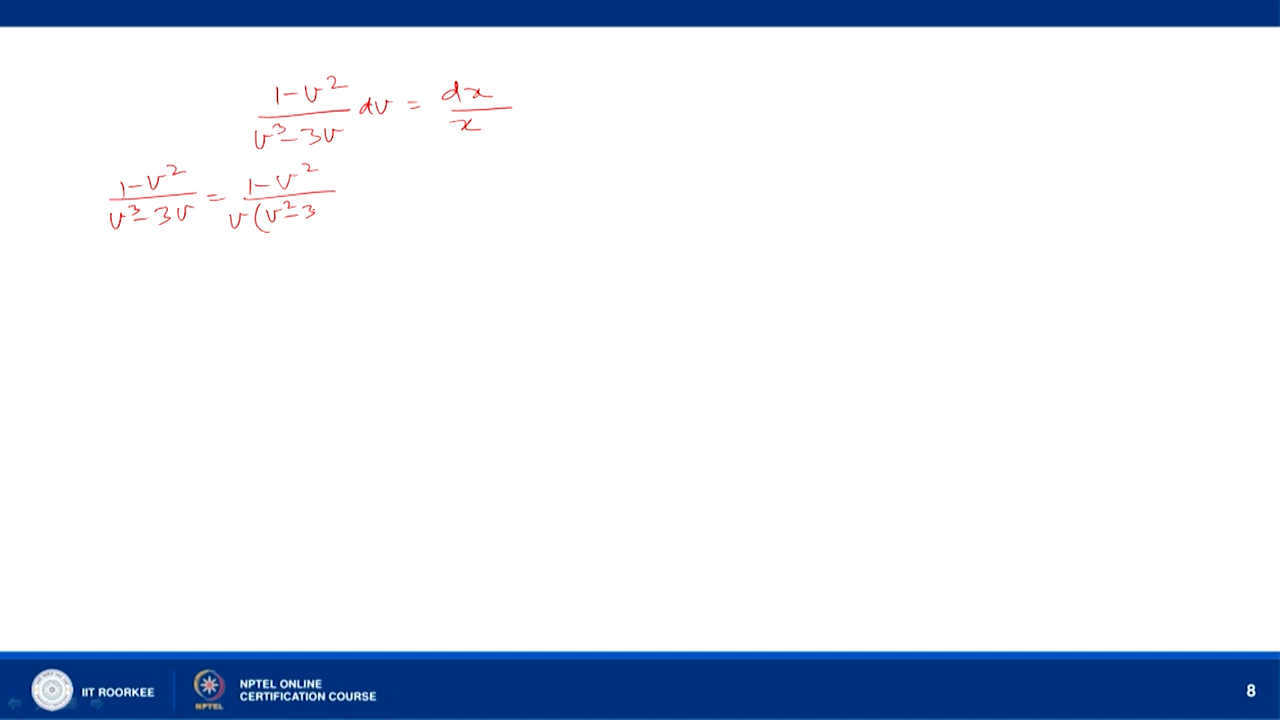 (1-v²)/(v³-3v) dv = dx/x
(1-v²)/(v³-3v) = (1-v²)/(v(v²-3
IIT ROORKEE
NPTEL
NPTEL ONLINE
CERTIFICATION COURSE
8